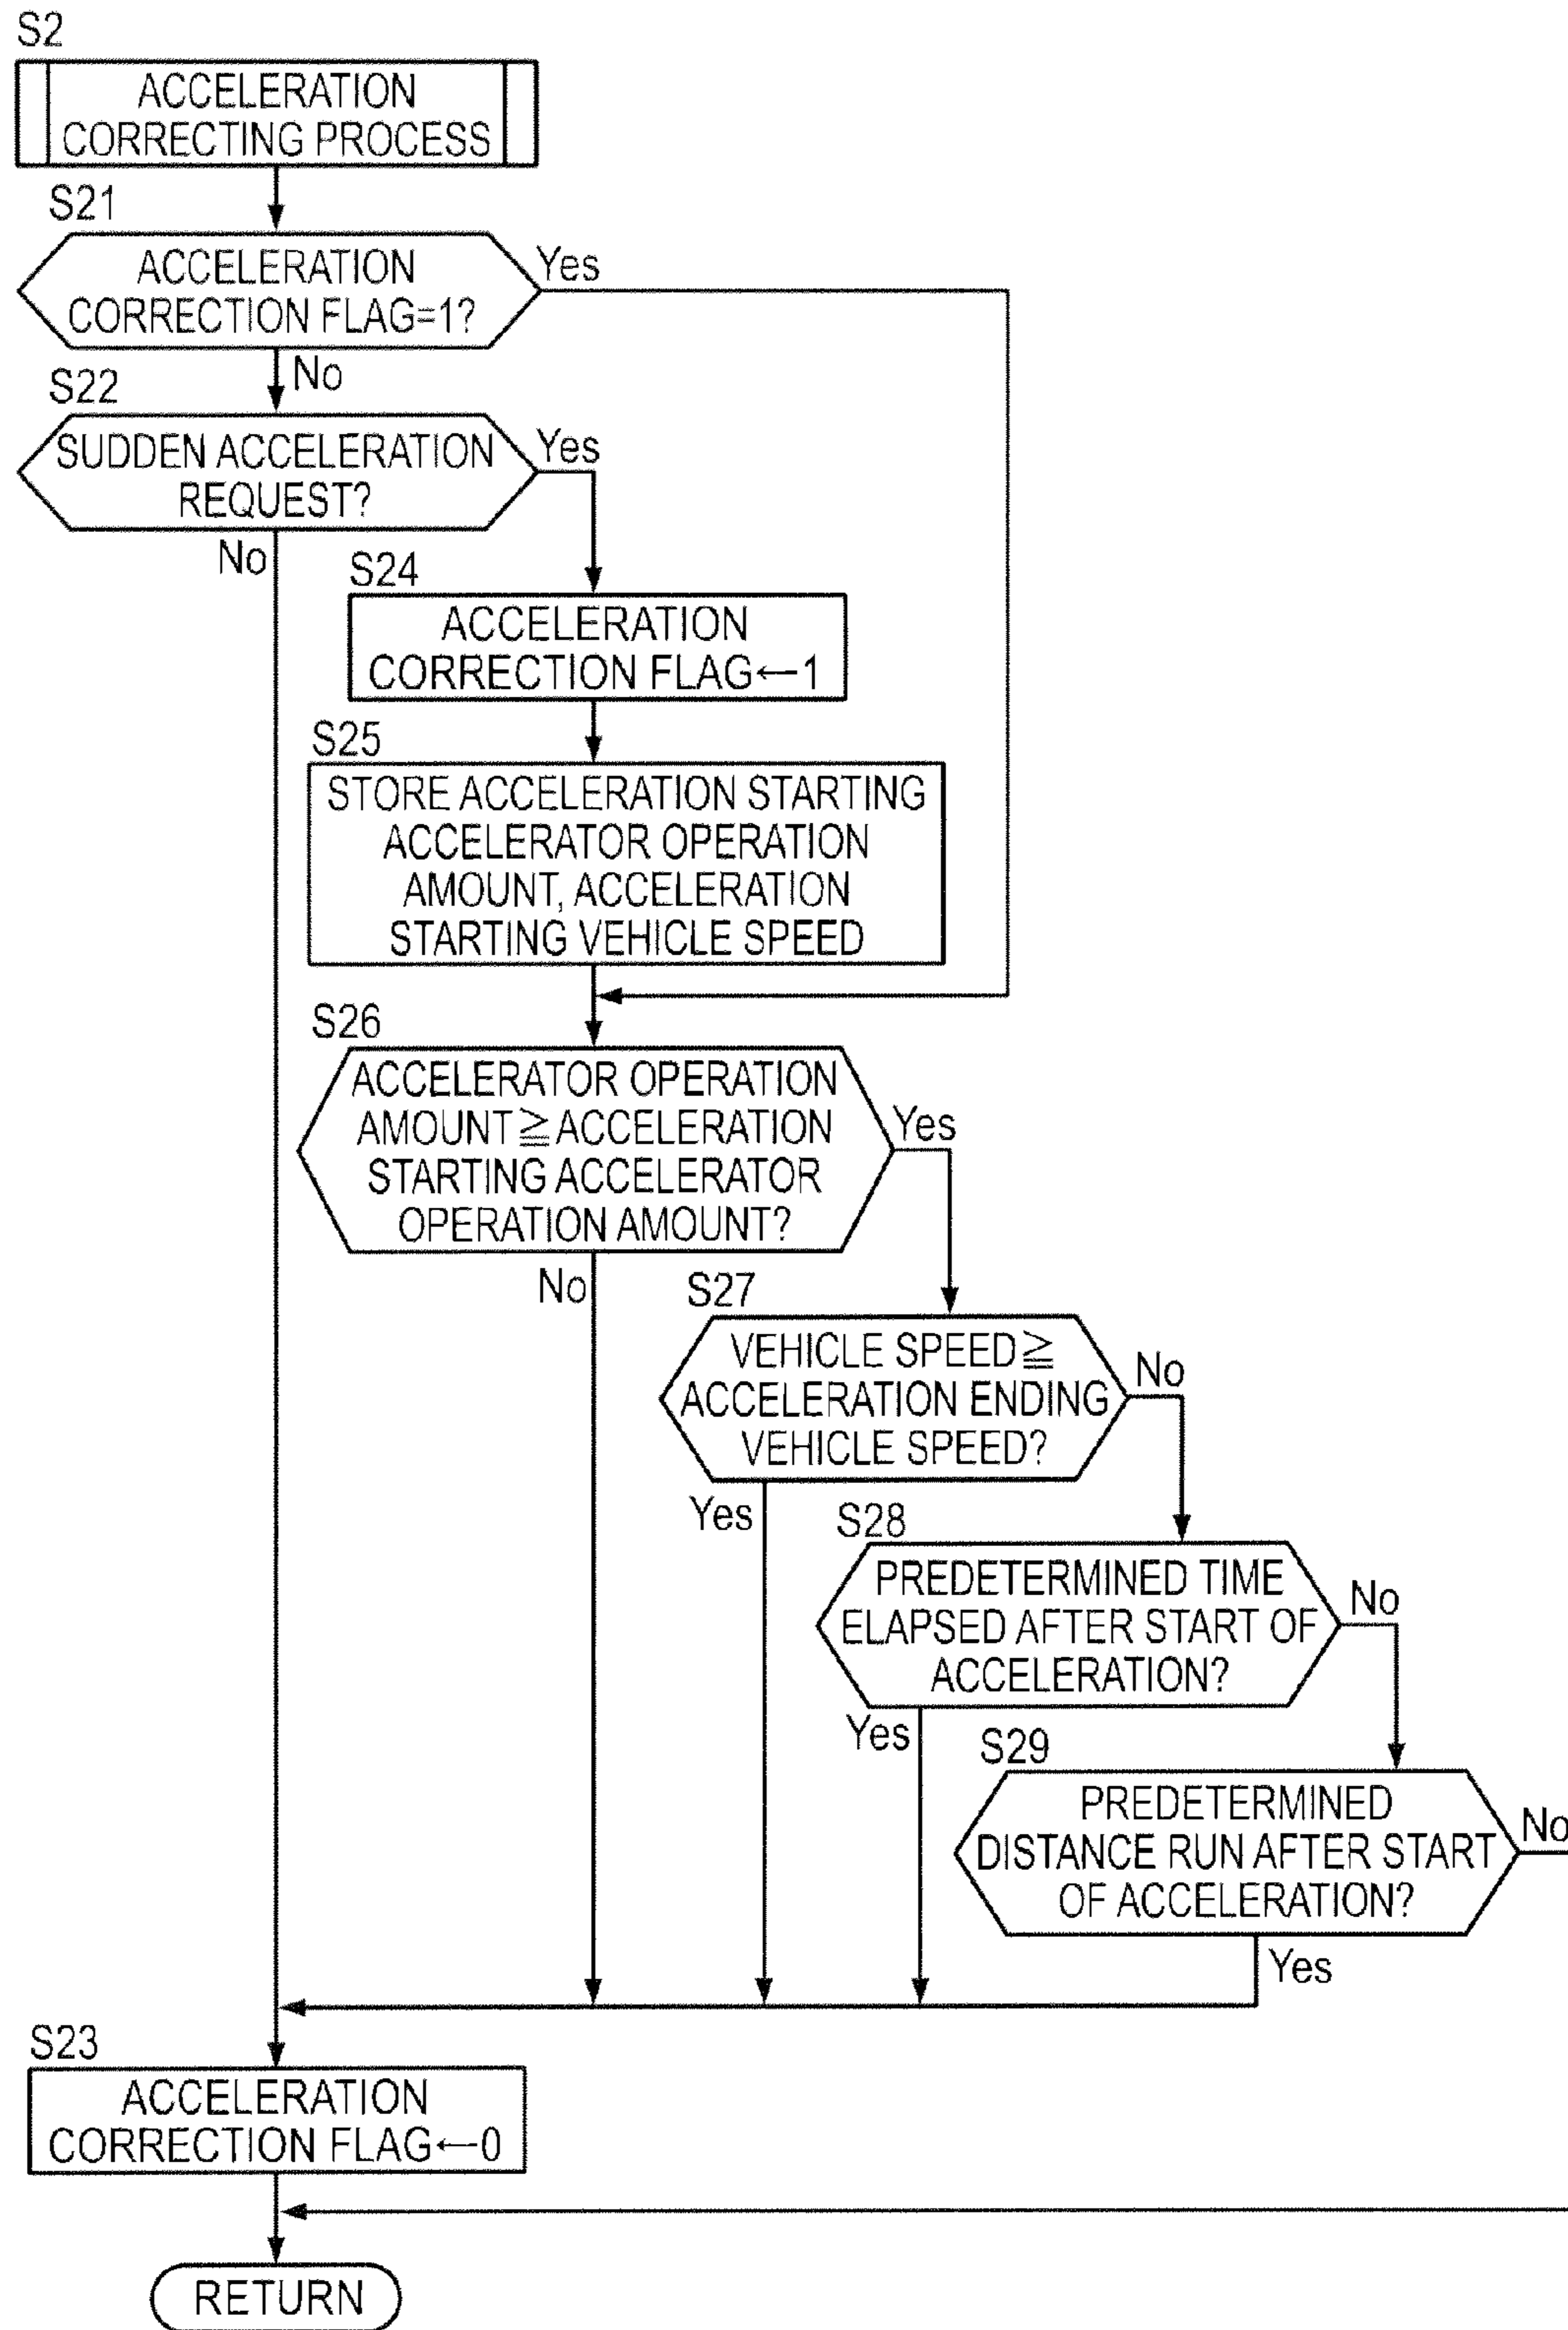 S2
ACCELERATION
CORRECTING PROCESS
S21
ACCELERATION
CORRECTION FLAG=1?
Yes
No
S22
SUDDEN ACCELERATION
REQUEST?
Yes
No
S24
ACCELERATION
CORRECTION FLAG←1
S25
STORE ACCELERATION STARTING
ACCELERATOR OPERATION
AMOUNT, ACCELERATION
STARTING VEHICLE SPEED
S26
ACCELERATOR OPERATION
AMOUNT≧ACCELERATION
STARTING ACCELERATOR
OPERATION AMOUNT?
Yes
No
S27
VEHICLE SPEED≧
ACCELERATION ENDING
VEHICLE SPEED?
No
Yes
S28
PREDETERMINED TIME
ELAPSED AFTER START OF
ACCELERATION?
No
Yes
S29
PREDETERMINED
DISTANCE RUN AFTER START
OF ACCELERATION?
No
Yes
S23
ACCELERATION
CORRECTION FLAG←0
RETURN